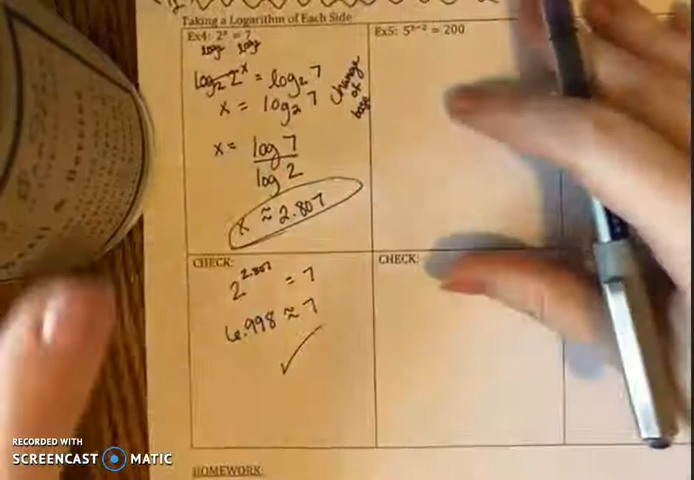 Taking a Logarithm of Each Side
Ex4: 2ˣ = 7
log₂ log₂
log₂ 2ˣ = log₂ 7
x = log₂ 7
change
of
base
x = log 7
log 2
x ≈ 2.807
Ex5: 5ˣ⁻² = 200
CHECK:
2^2.807 = 7
6.998 ≈ 7
✓
CHECK:
HOMEWORK:
RECORDED WITH
SCREENCAST MATIC